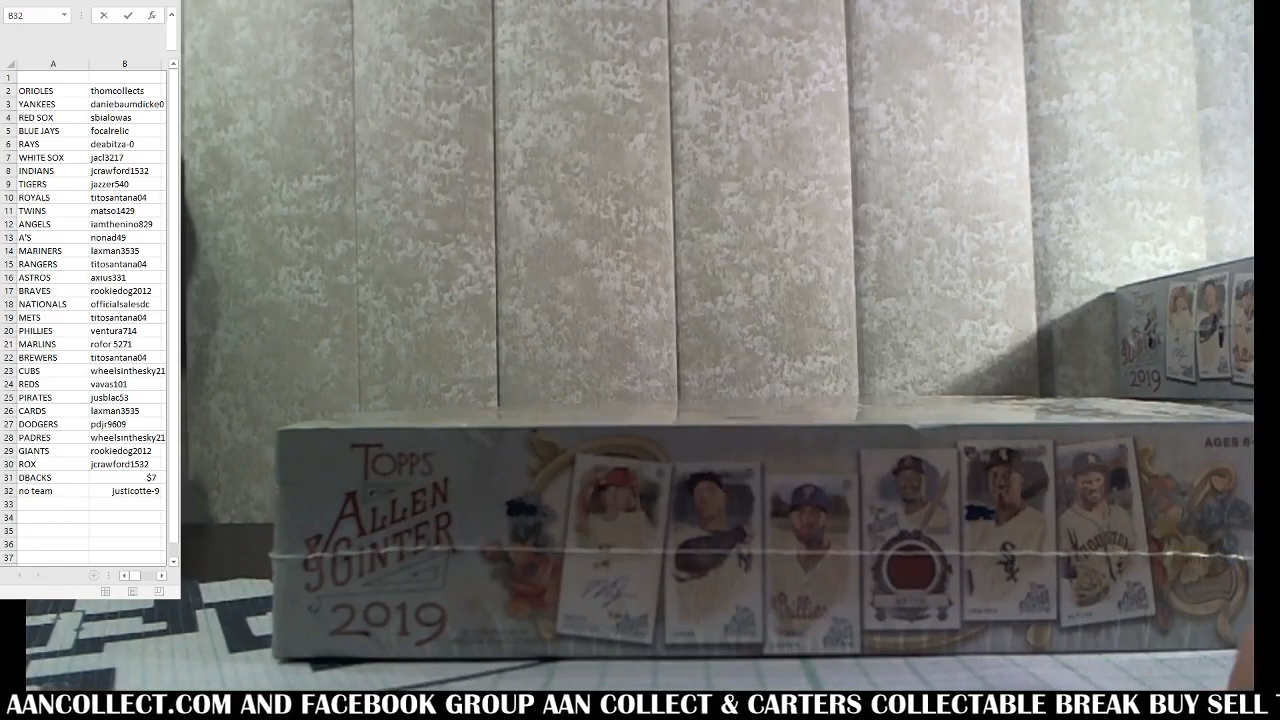 B32
A B
1
2 ORIOLES thomcollects
3 YANKEES daniebaumdicke0
4 RED SOX sbialowas
5 BLUE JAYS focalrelic
6 RAYS deabitza-0
7 WHITE SOX jacl3217
8 INDIANS jcrawford1532
9 TIGERS jazzer540
10 ROYALS titosantana04
11 TWINS matso1429
12 ANGELS iamthenino829
13 A'S nonad49
14 MARINERS laxman3535
15 RANGERS titosantana04
16 ASTROS axius331
17 BRAVES rookiedog2012
18 NATIONALS officialsalesdc
19 METS titosantana04
20 PHILLIES ventura714
21 MARLINS rofor 5271
22 BREWERS titosantana04
23 CUBS wheelsinthesky21
24 REDS vavas101
25 PIRATES jusblac53
26 CARDS laxman3535
27 DODGERS pdjr9609
28 PADRES wheelsinthesky21
29 GIANTS rookiedog2012
30 ROX jcrawford1532
31 DBACKS $7
32 no team justicotte-9
33
34
35
36
37
TOPPS
ALLEN
& GINTER
2019
AGES 6
Phillies
2019
AANCOLLECT.COM AND FACEBOOK GROUP AAN COLLECT & CARTERS COLLECTABLE BREAK BUY SELL